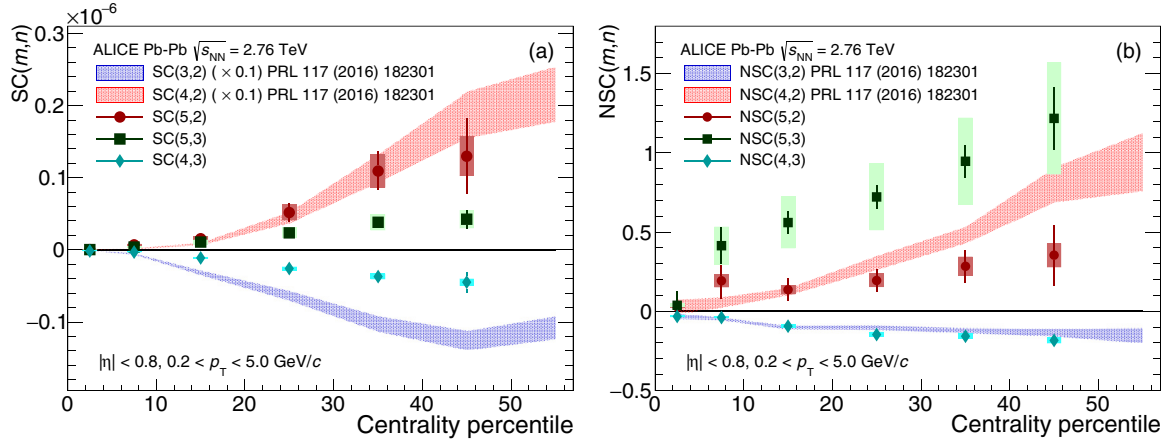 ×10⁻⁶
SC(m,n)
0.3
0.2
0.1
0
−0.1
ALICE Pb-Pb √sNN = 2.76 TeV
(a)
SC(3,2) ( × 0.1) PRL 117 (2016) 182301
SC(4,2) ( × 0.1) PRL 117 (2016) 182301
SC(5,2)
SC(5,3)
SC(4,3)
|η| < 0.8, 0.2 < pT < 5.0 GeV/c
0 10 20 30 40 50
Centrality percentile
NSC(m,n)
1.5
1
0.5
0
−0.5
ALICE Pb-Pb √sNN = 2.76 TeV
(b)
NSC(3,2) PRL 117 (2016) 182301
NSC(4,2) PRL 117 (2016) 182301
NSC(5,2)
NSC(5,3)
NSC(4,3)
|η| < 0.8, 0.2 < pT < 5.0 GeV/c
0 10 20 30 40 50
Centrality percentile